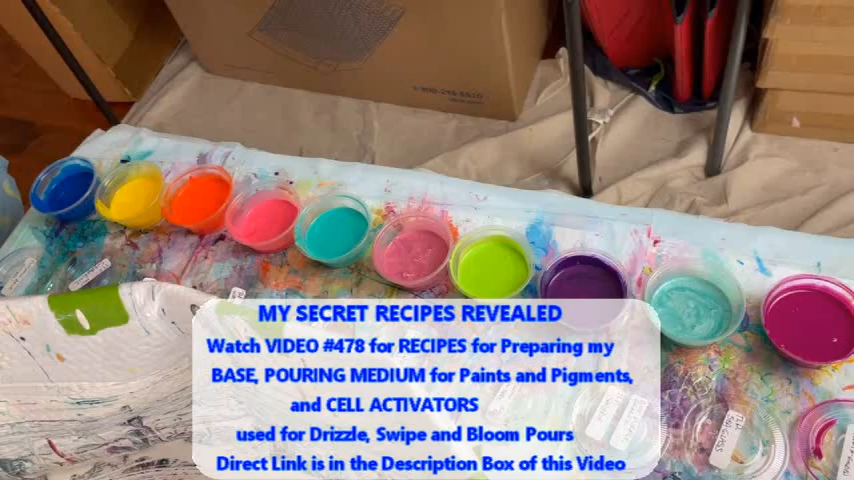 MY SECRET RECIPES REVEALED
Watch VIDEO #478 for RECIPES for Preparing my
BASE, POURING MEDIUM for Paints and Pigments,
and CELL ACTIVATORS
used for Drizzle, Swipe and Bloom Pours
Direct Link is in the Description Box of this Video